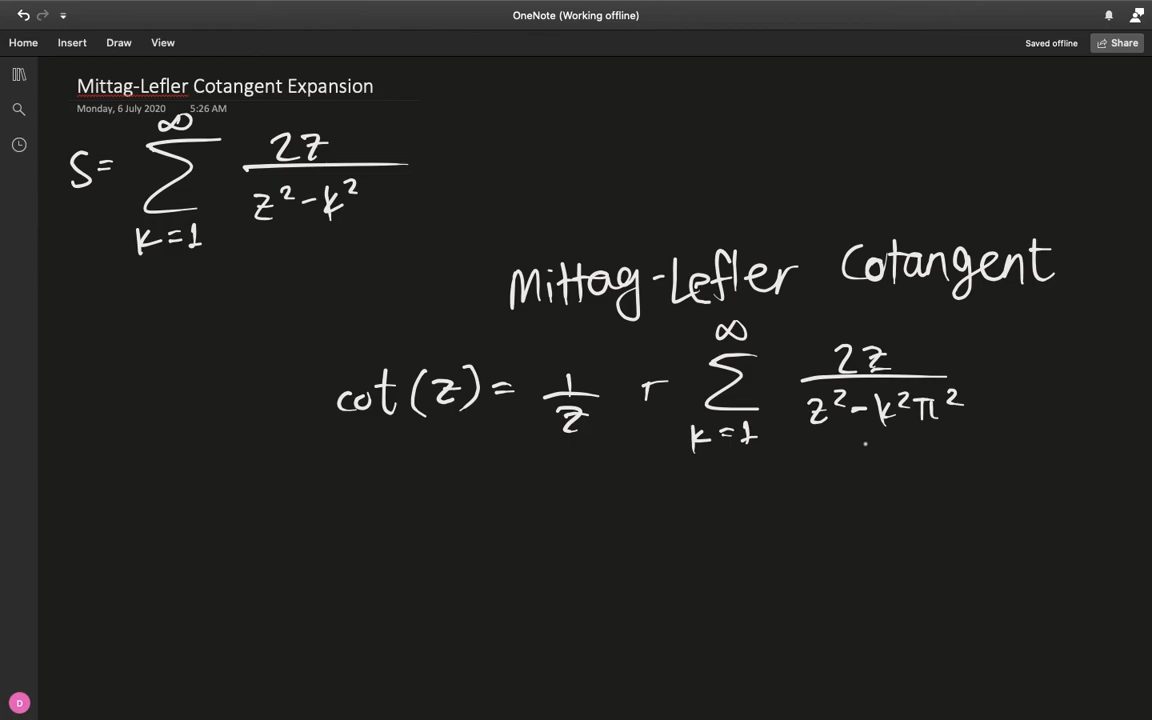 OneNote (Working offline)
Home Insert Draw View
Saved offline Share
Mittag-Lefler Cotangent Expansion
Monday, 6 July 2020 5:26 AM
S= ∞ Σ k=1 2z / z² - k²
Mittag-Lefler Cotangent
cot (z) = 1/z + ∞ Σ k=1 2z / z² - k²π²
D